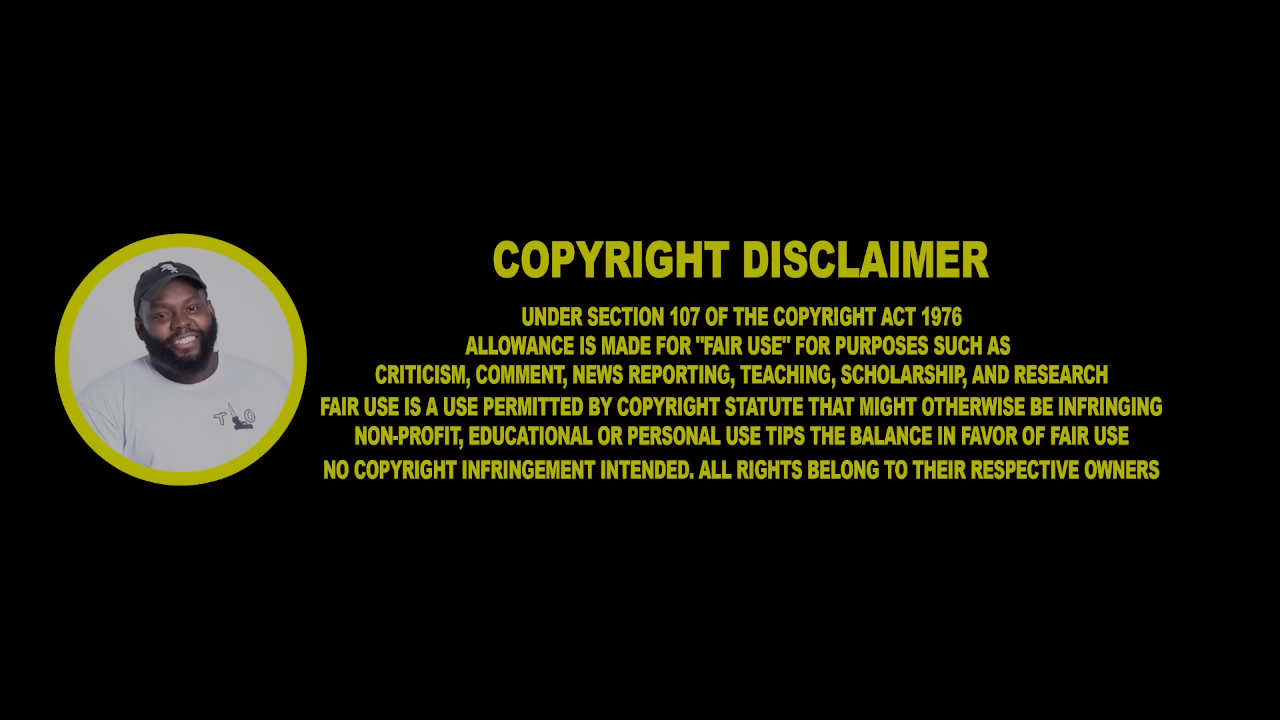 COPYRIGHT DISCLAIMER
UNDER SECTION 107 OF THE COPYRIGHT ACT 1976
ALLOWANCE IS MADE FOR "FAIR USE" FOR PURPOSES SUCH AS
CRITICISM, COMMENT, NEWS REPORTING, TEACHING, SCHOLARSHIP, AND RESEARCH
FAIR USE IS A USE PERMITTED BY COPYRIGHT STATUTE THAT MIGHT OTHERWISE BE INFRINGING
NON-PROFIT, EDUCATIONAL OR PERSONAL USE TIPS THE BALANCE IN FAVOR OF FAIR USE
NO COPYRIGHT INFRINGEMENT INTENDED. ALL RIGHTS BELONG TO THEIR RESPECTIVE OWNERS